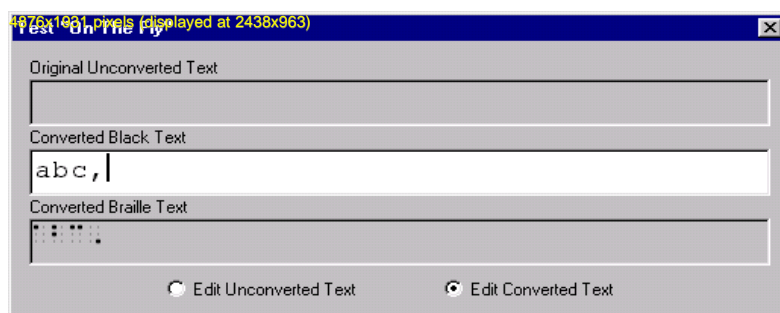 4876x1931 pixels (displayed at 2438x963)
Test "On The Fly"
Original Unconverted Text
Converted Black Text
abc,
Converted Braille Text
⠁⠃⠉⠠
Edit Unconverted Text
Edit Converted Text